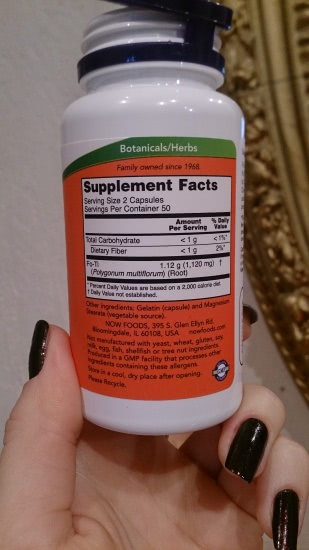 Botanicals/Herbs
Family owned since 1968.
Supplement Facts
Serving Size 2 Capsules
Servings Per Container 50
Amount Per Serving % Daily Value
Total Carbohydrate < 1 g < 1%*
Dietary Fiber < 1 g 2%*
Fo-Ti 1.12 g (1,120 mg) †
(Polygonum multiflorum) (Root)
* Percent Daily Values are based on a 2,000 calorie diet.
† Daily Value not established.
Other ingredients: Gelatin (capsule) and Magnesium
Stearate (vegetable source).
NOW FOODS, 395 S. Glen Ellyn Rd.
Bloomingdale, IL 60108, USA nowfoods.com
Not manufactured with yeast, wheat, gluten, soy,
milk, egg, fish, shellfish or tree nut ingredients.
Produced in a GMP facility that processes other
ingredients containing these allergens.
Store in a cool, dry place after opening.
Please Recycle.